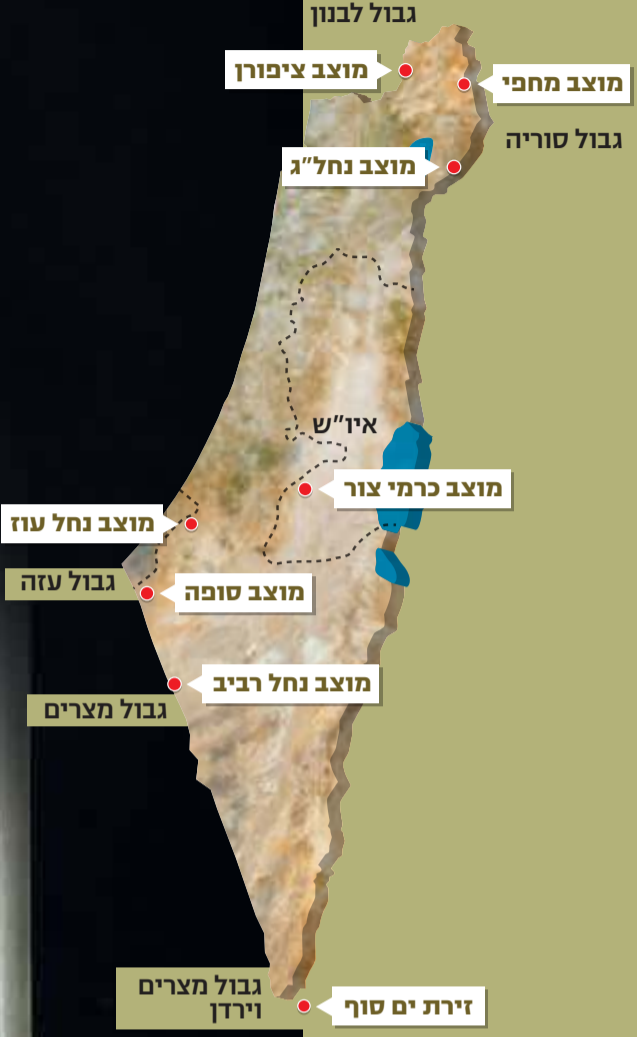 גבול לבנון
מוצב ציפורן
מוצב מחפי
גבול סוריה
מוצב נחל"ג
איו"ש
מוצב כרמי צור
מוצב נחל עוז
גבול עזה
מוצב סופה
מוצב נחל רביב
גבול מצרים
גבול מצרים
וירדן
זירת ים סוף